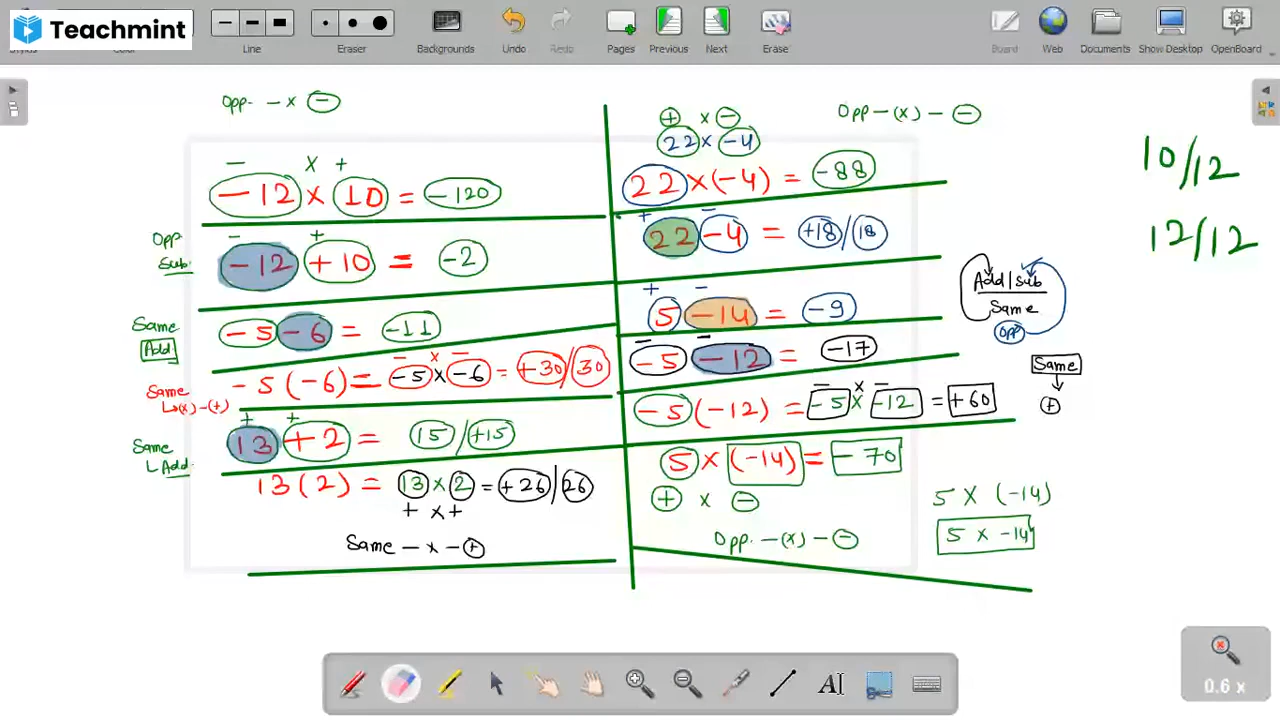 Teachmint
Line
Eraser
Backgrounds
Undo
Redo
Pages
Previous
Next
Erase
Board
Web
Documents
Show Desktop
OpenBoard
Opp. - x ⊖
- x +
-12 x 10 = -120
Opp
Sub
- +
-12 +10 = -2
Same
Add
-5 -6 = -11
Same
↳(x)-(+)
- x -
-5(-6) = -5 x -6 = +30/30
Same
↳Add
+ +
13 +2 = 15/+15
13(2) = 13 x 2 = +26/26
+ x +
Same - x - ⊕
⊕ x ⊖
22 x -4
Opp -(x)- ⊖
22 x (-4) = -88
+ -
22 -4 = +18/18
+ -
5 -14 = -9
- -
-5 -12 = -17
- x -
-5(-12) = -5 x -12 = +60
5 x (-14) = -70
⊕ x ⊖
Opp. -(x)- ⊖
5 x (-14)
5 x -14
10/12
12/12
Add/sub
Same
Opp
Same
↓
⊕
0.6 x